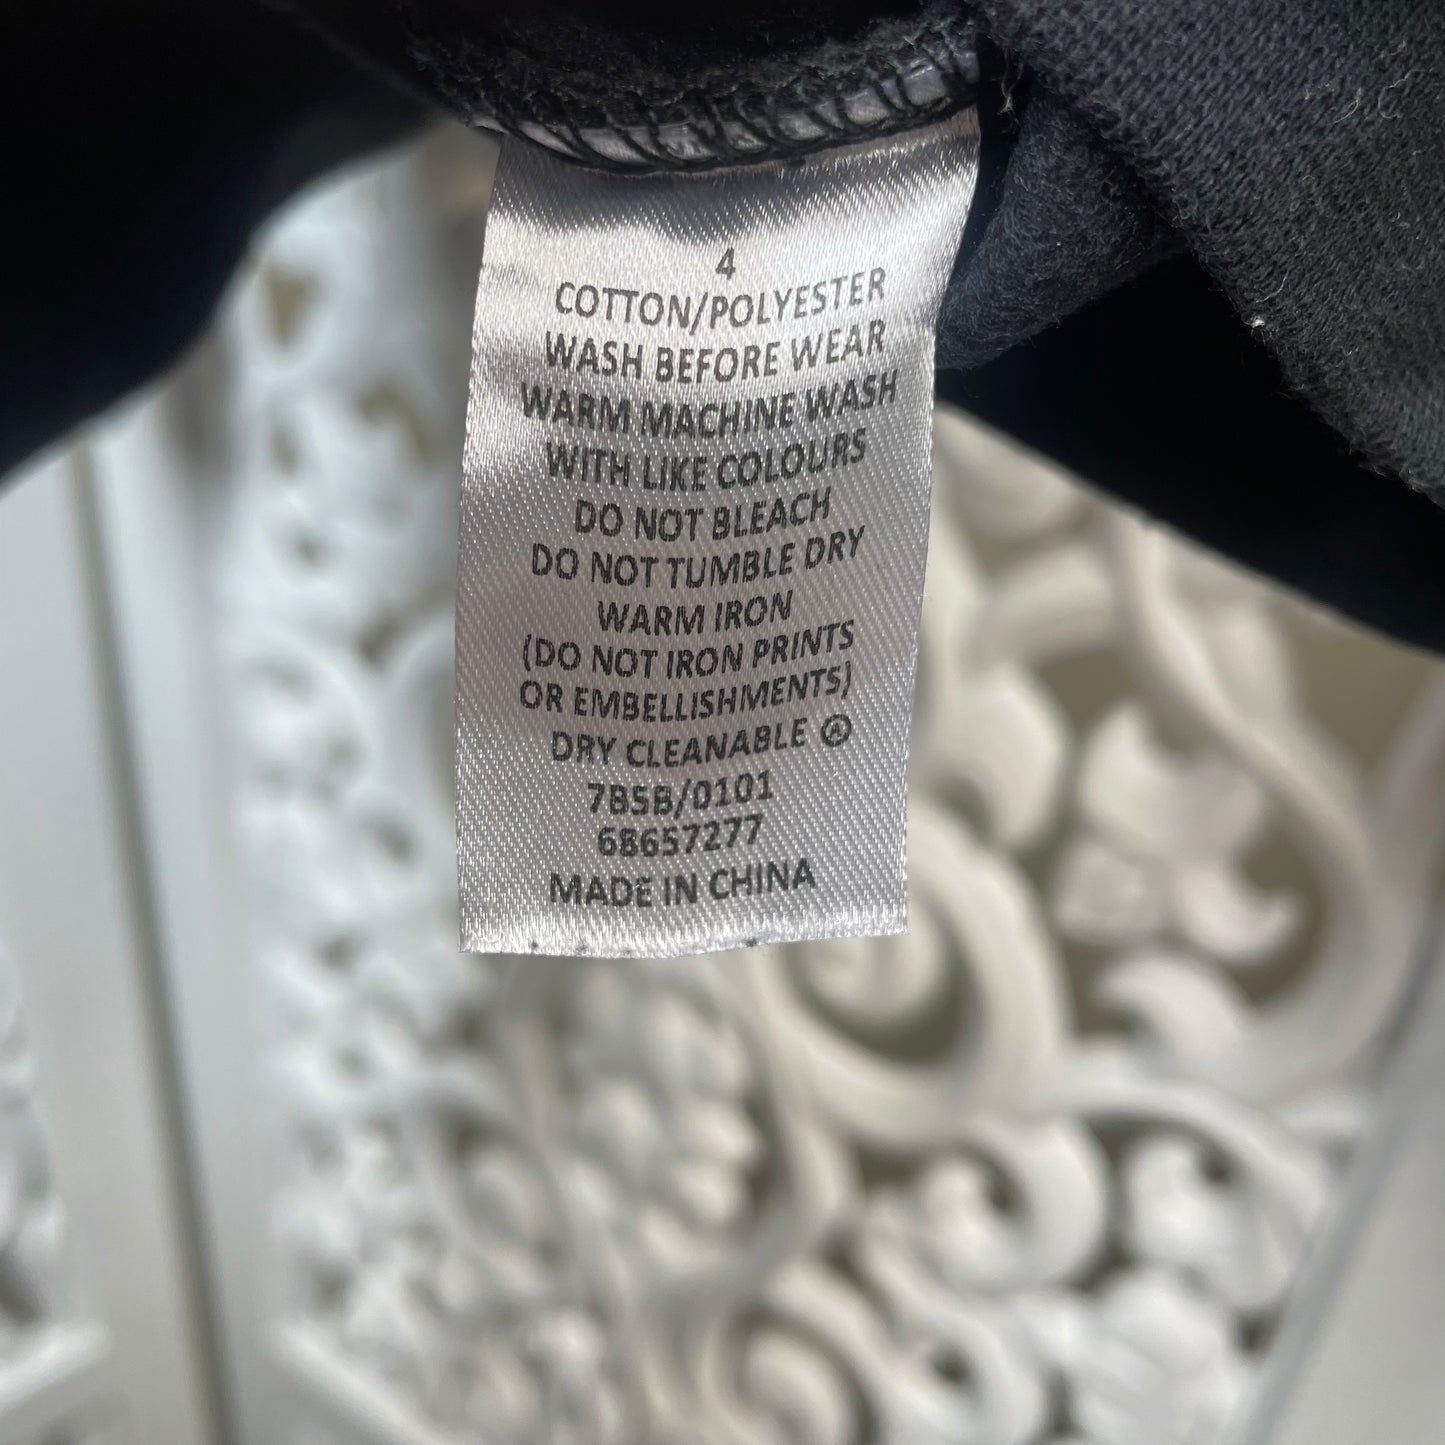 4
COTTON/POLYESTER
WASH BEFORE WEAR
WARM MACHINE WASH
WITH LIKE COLOURS
DO NOT BLEACH
DO NOT TUMBLE DRY
WARM IRON
(DO NOT IRON PRINTS
OR EMBELLISHMENTS)
DRY CLEANABLE Ⓐ
7B5B/0101
68657277
MADE IN CHINA